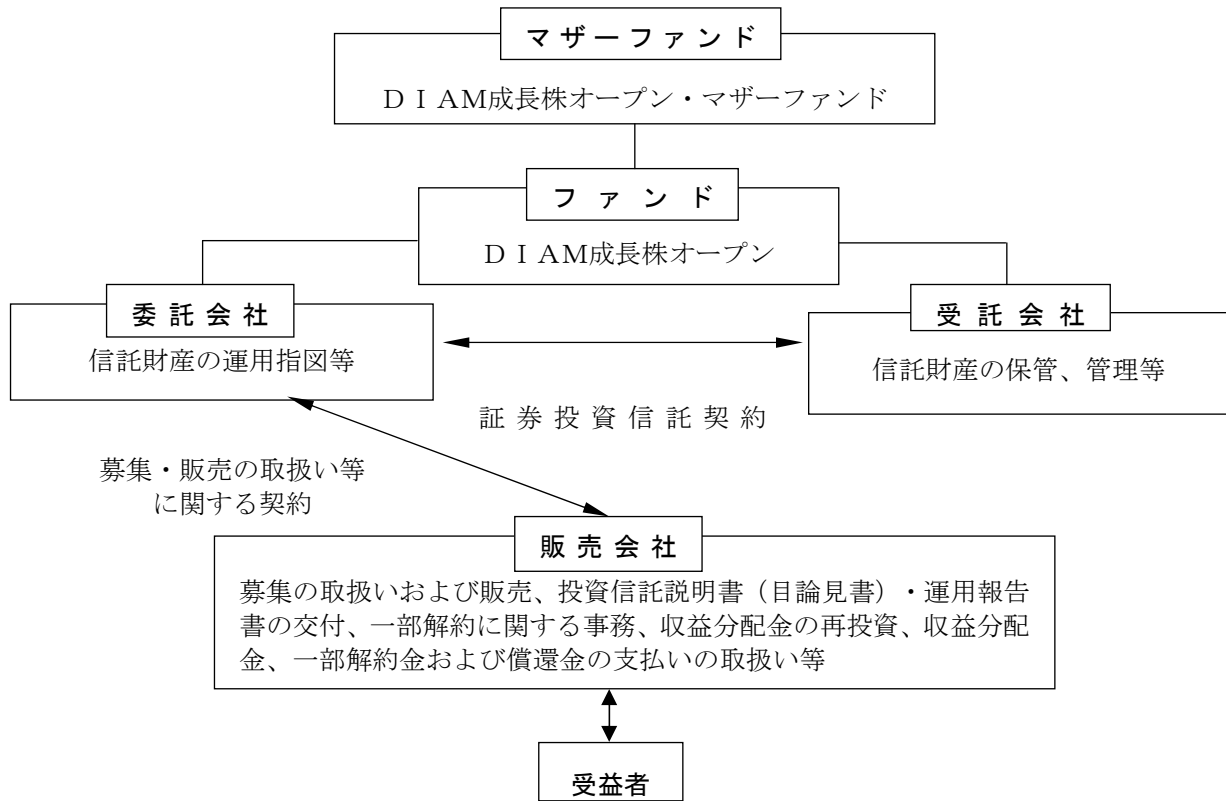 マザーファンド
ＤＩＡＭ成長株オープン・マザーファンド
ファンド
ＤＩＡＭ成長株オープン
委託会社
信託財産の運用指図等
受託会社
信託財産の保管、管理等
証券投資信託契約
募集・販売の取扱い等
に関する契約
販売会社
募集の取扱いおよび販売、投資信託説明書（目論見書）・運用報告
書の交付、一部解約に関する事務、収益分配金の再投資、収益分配
金、一部解約金および償還金の支払いの取扱い等
受益者